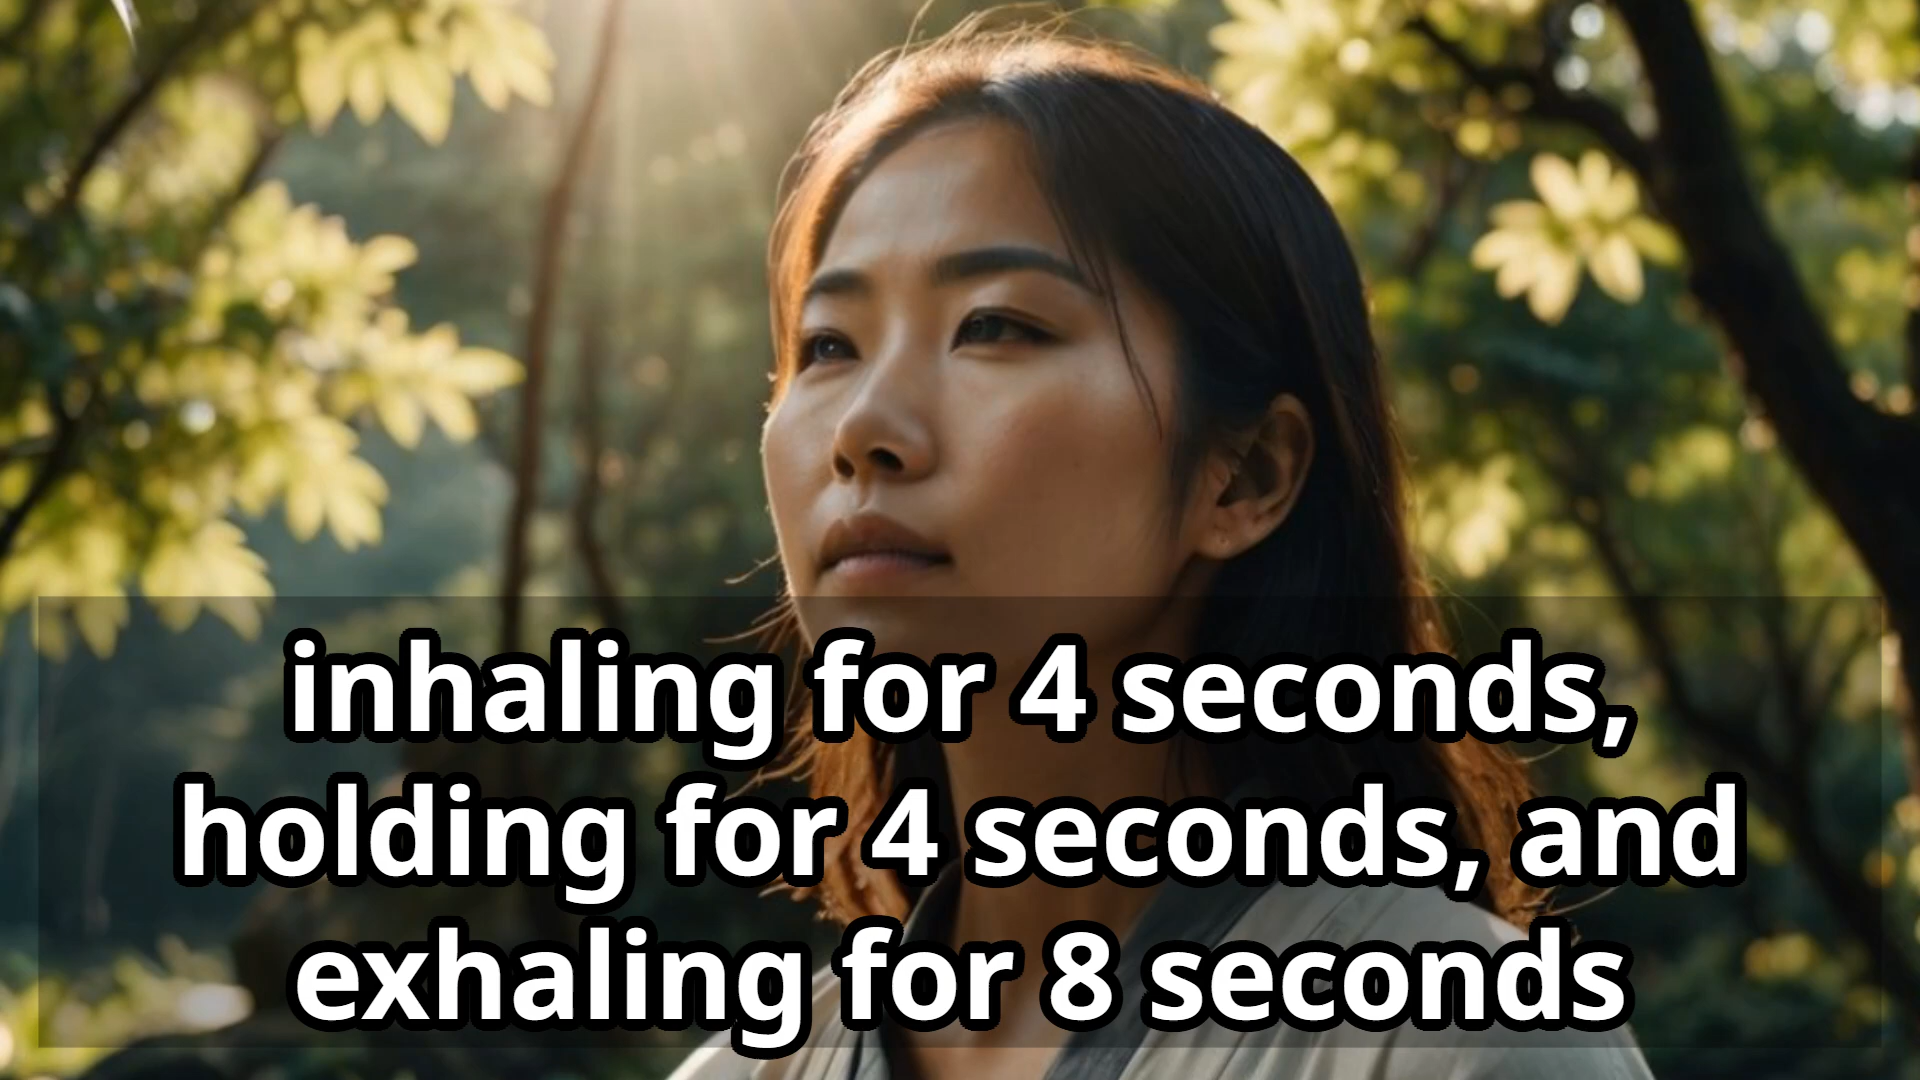 inhaling for 4 seconds,
holding for 4 seconds, and
exhaling for 8 seconds